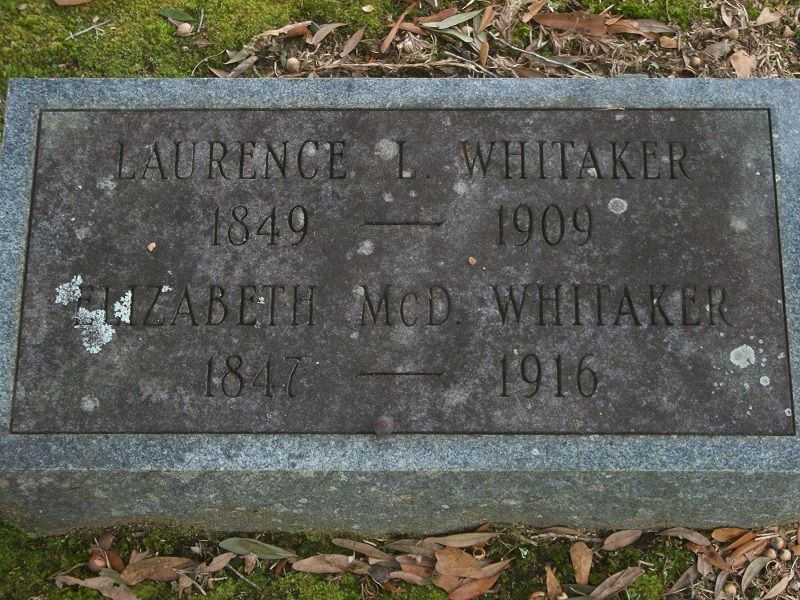 LAURENCE L. WHITAKER
1849 — 1909
ELIZABETH McD. WHITAKER
1847 — 1916